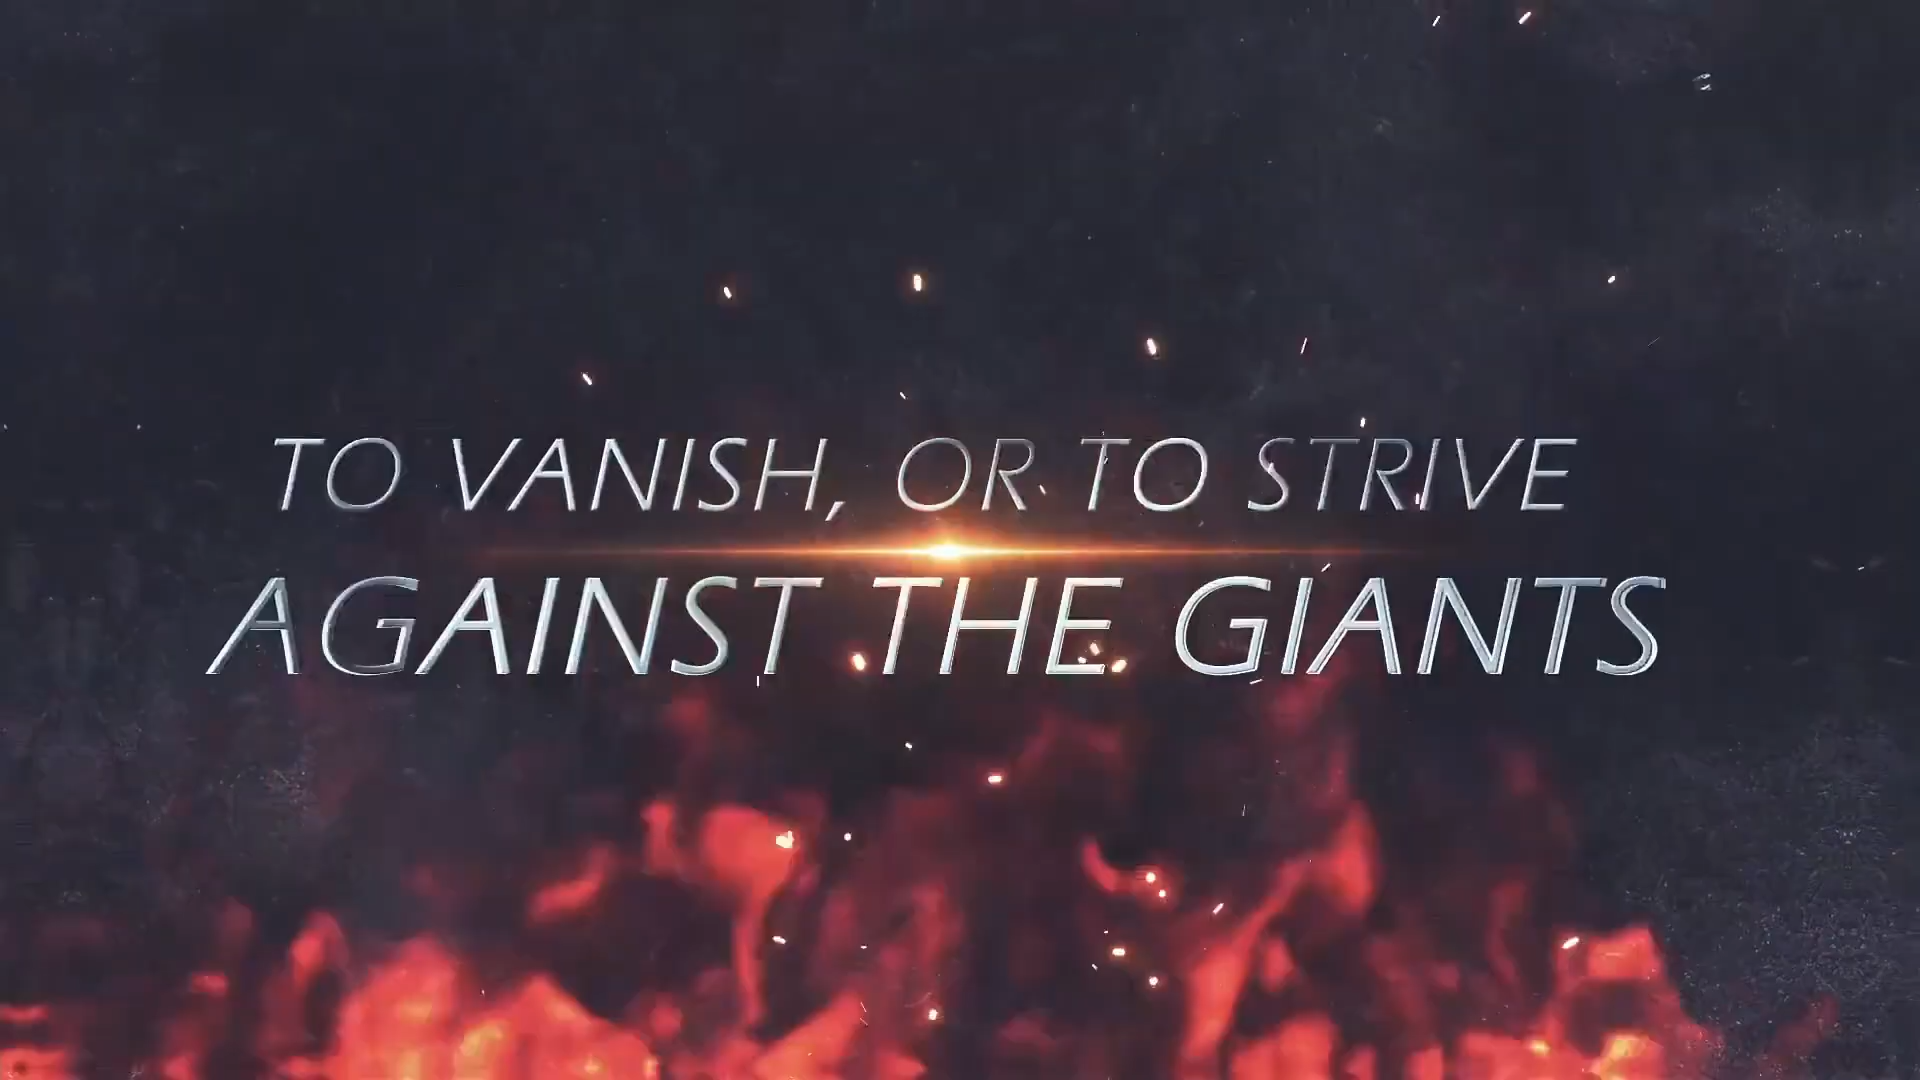 TO VANISH, OR TO STRIVE
AGAINST THE GIANTS